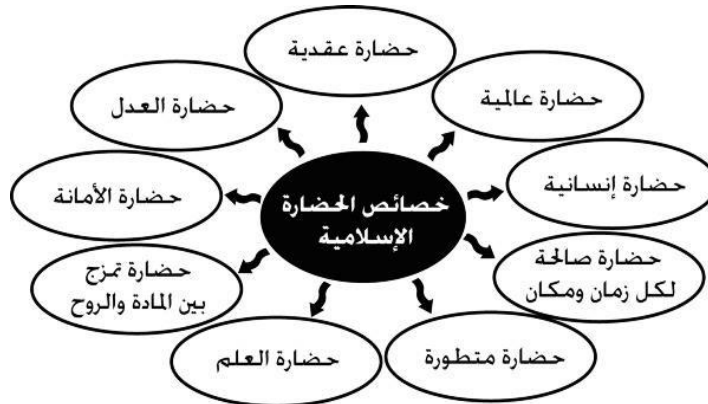 حضارة عقدية
حضارة عالمية
حضارة العدل
حضارة إنسانية
حضارة الأمانة
خصائص الحضارة
الإسلامية
حضارة صالحة
لكل زمان ومكان
حضارة تمزج
بين المادة والروح
حضارة متطورة
حضارة العلم